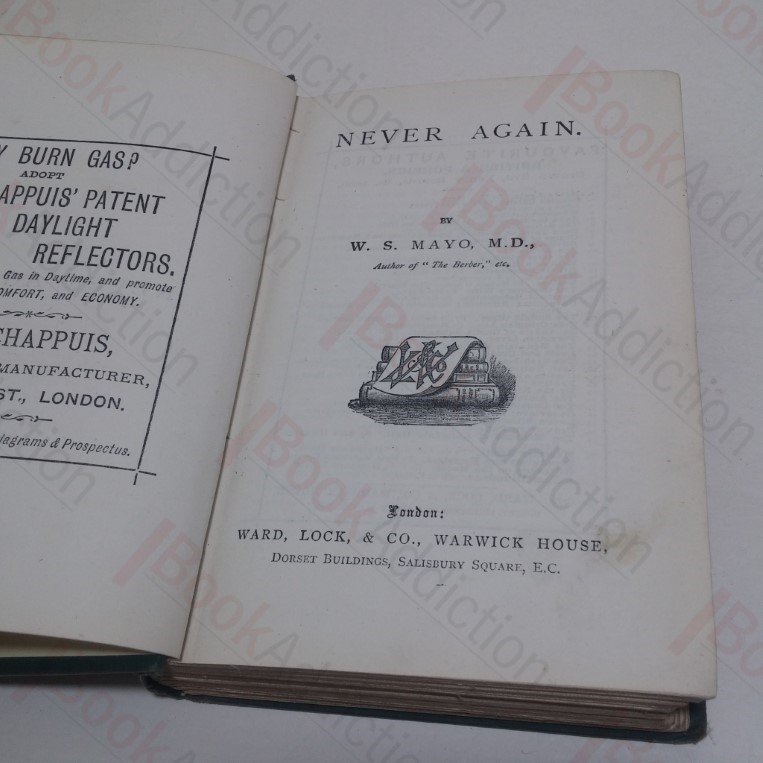 Y BURN GAS?
ADOPT
APPUIS' PATENT
DAYLIGHT
REFLECTORS.
Gas in Daytime, and promote
OMFORT, and ECONOMY.
CHAPPUIS,
MANUFACTURER,
ST., LONDON.
iagrams & Prospectus.
NEVER AGAIN.
BY
W. S. MAYO, M.D.,
Author of "The Berber," etc.
London:
WARD, LOCK, & CO., WARWICK HOUSE,
DORSET BUILDINGS, SALISBURY SQUARE, E.C.
BookAddiction